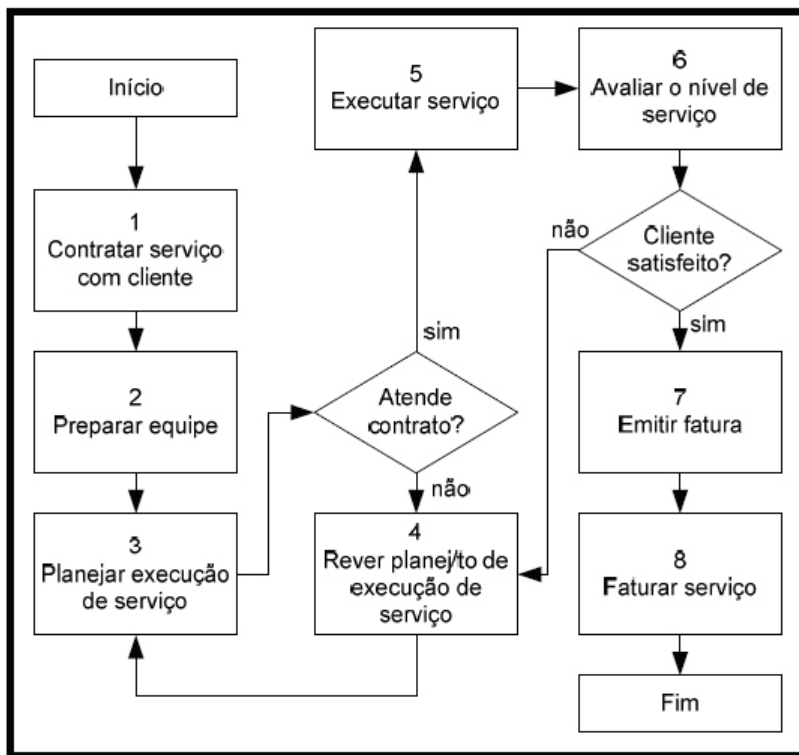 Início
1
Contratar serviço
com cliente
2
Preparar equipe
3
Planejar execução
de serviço
Atende
contrato?
sim
não
4
Rever planej/to de
execução de
serviço
5
Executar serviço
6
Avaliar o nível de
serviço
Cliente
satisfeito?
não
sim
7
Emitir fatura
8
Faturar serviço
Fim